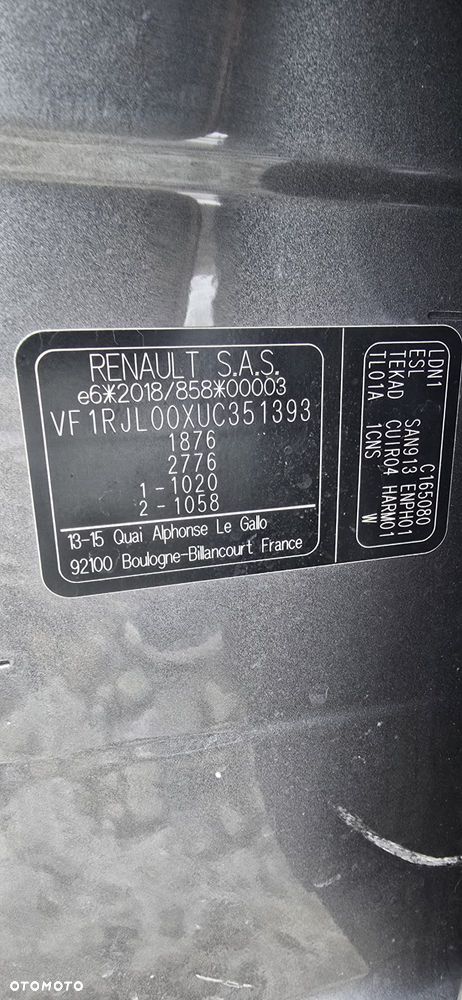 RENAULT S.A.S.
e6*2018/858*00003
VF1RJL00XUC351393
1876
2776
1-1020
2-1058
13-15 Quai Alphonse Le Gallo
92100 Boulogne-Billancourt France
C165080
LDN1 SAN913 ENPH01
ESL CUIR04 HARM01
TEKAD 1CNS W
TL01A
OTOMOTO